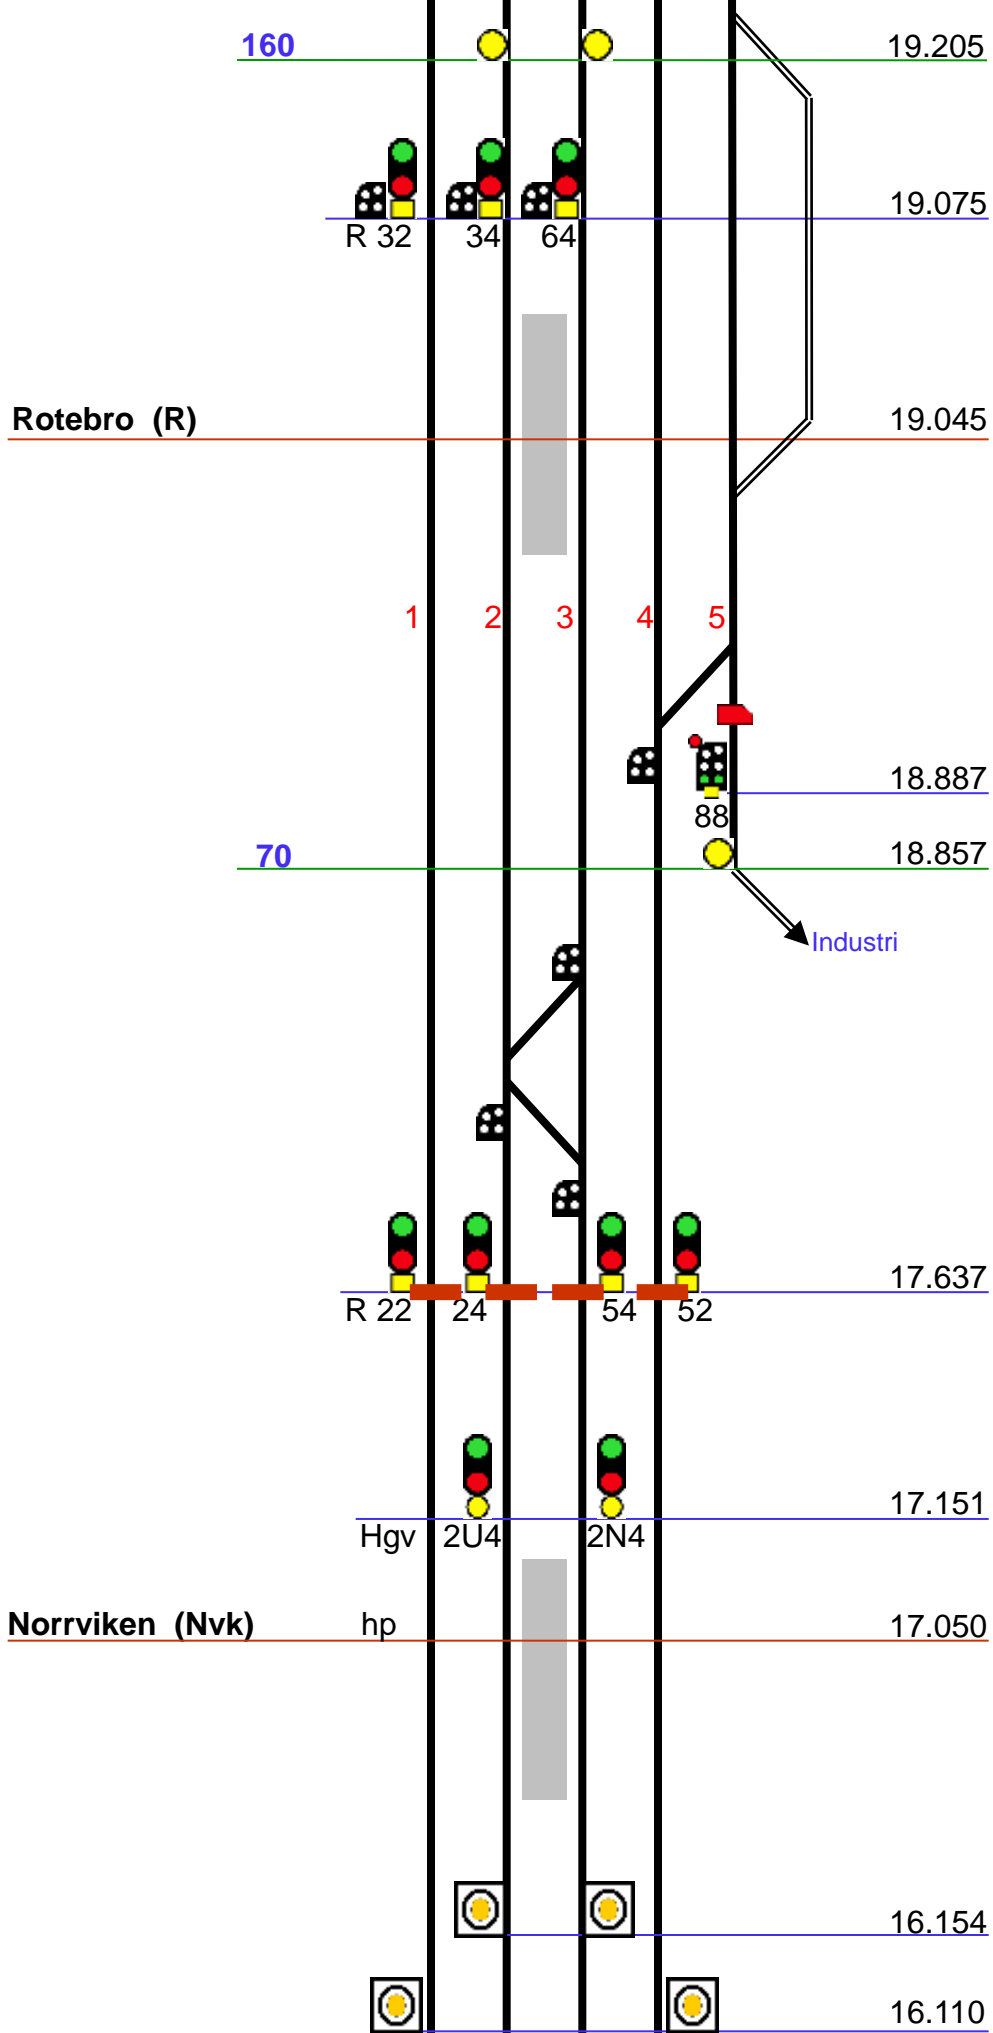 160 19.205
19.075
R 32 34 64
Rotebro (R) 19.045
1 2 3 4 5
18.887
88
70 18.857
Industri
17.637
R 22 24 54 52
17.151
Hgv 2U4 2N4
Norrviken (Nvk) hp 17.050
16.154
16.110